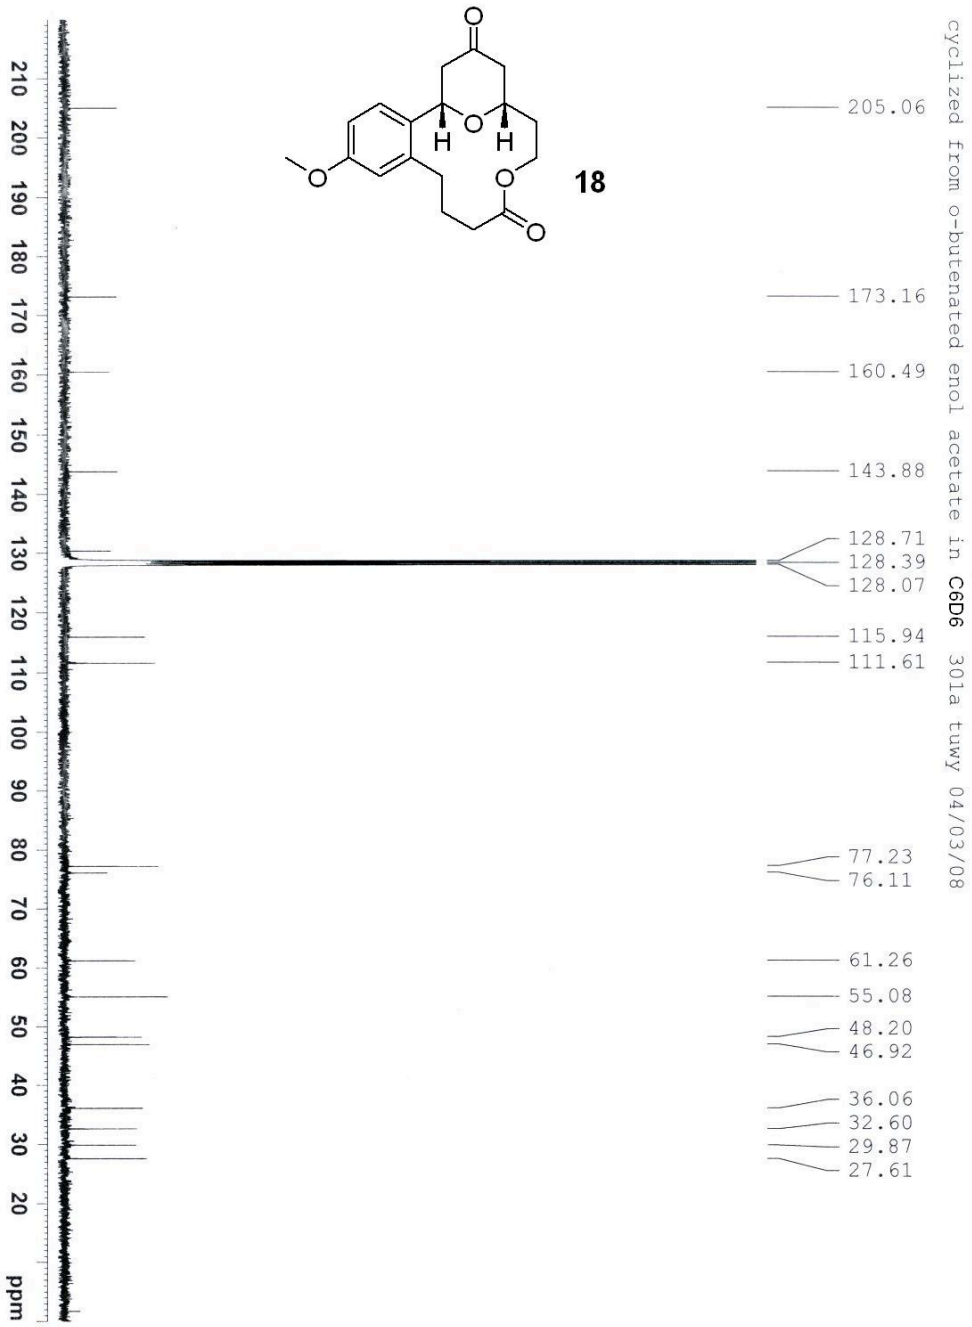 cyclized from o-butenated enol acetate in C6D6 301a tuwy 04/03/08
O
O
H
H
O
O
O
18
205.06
173.16
160.49
143.88
128.71
128.39
128.07
115.94
111.61
77.23
76.11
61.26
55.08
48.20
46.92
36.06
32.60
29.87
27.61
210 200 190 180 170 160 150 140 130 120 110 100 90 80 70 60 50 40 30 20 ppm